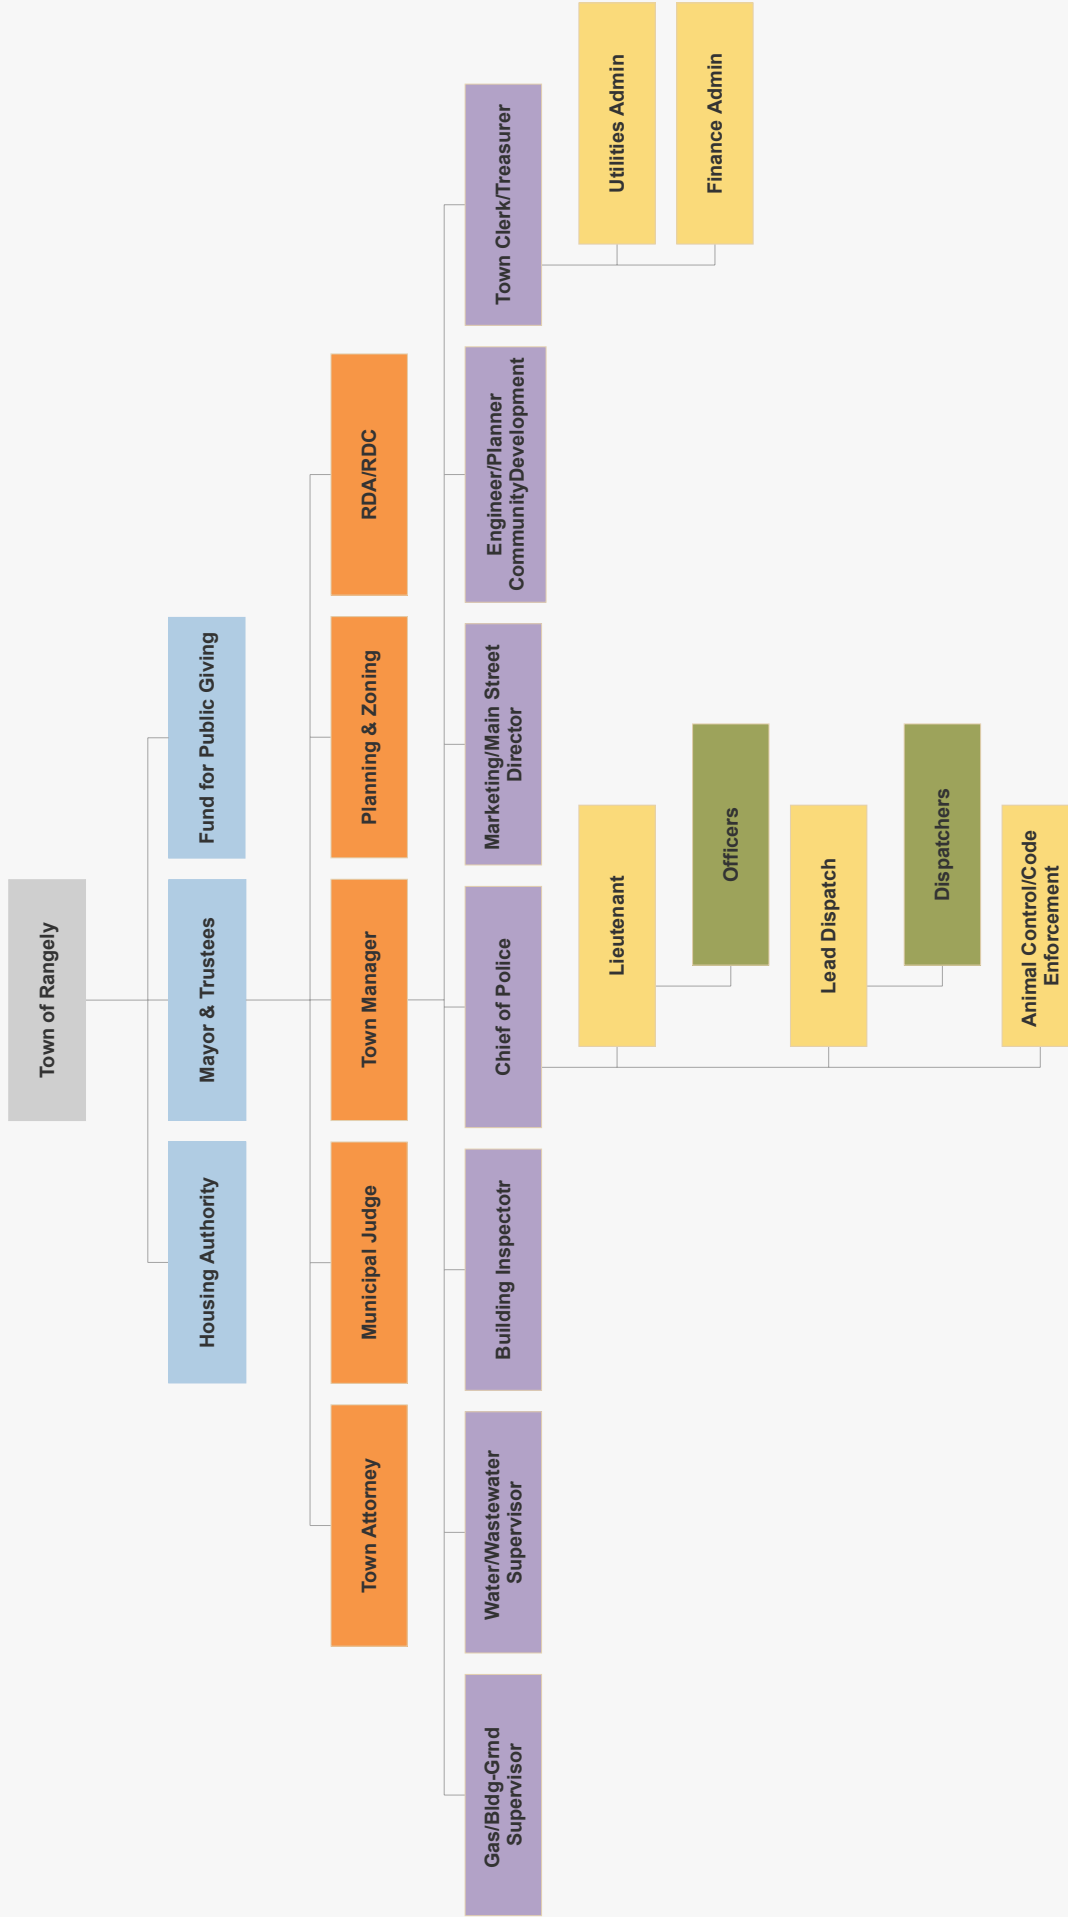 Town of Rangely
Housing Authority
Mayor & Trustees
Fund for Public Giving
Town Attorney
Municipal Judge
Town Manager
Planning & Zoning
RDA/RDC
Gas/Bldg-Grnd
Supervisor
Water/Wastewater
Supervisor
Building Inspectotr
Chief of Police
Marketing/Main Street
Director
Engineer/Planner
CommunityDevelopment
Town Clerk/Treasurer
Lieutenant
Officers
Lead Dispatch
Dispatchers
Animal Control/Code
Enforcement
Utilities Admin
Finance Admin